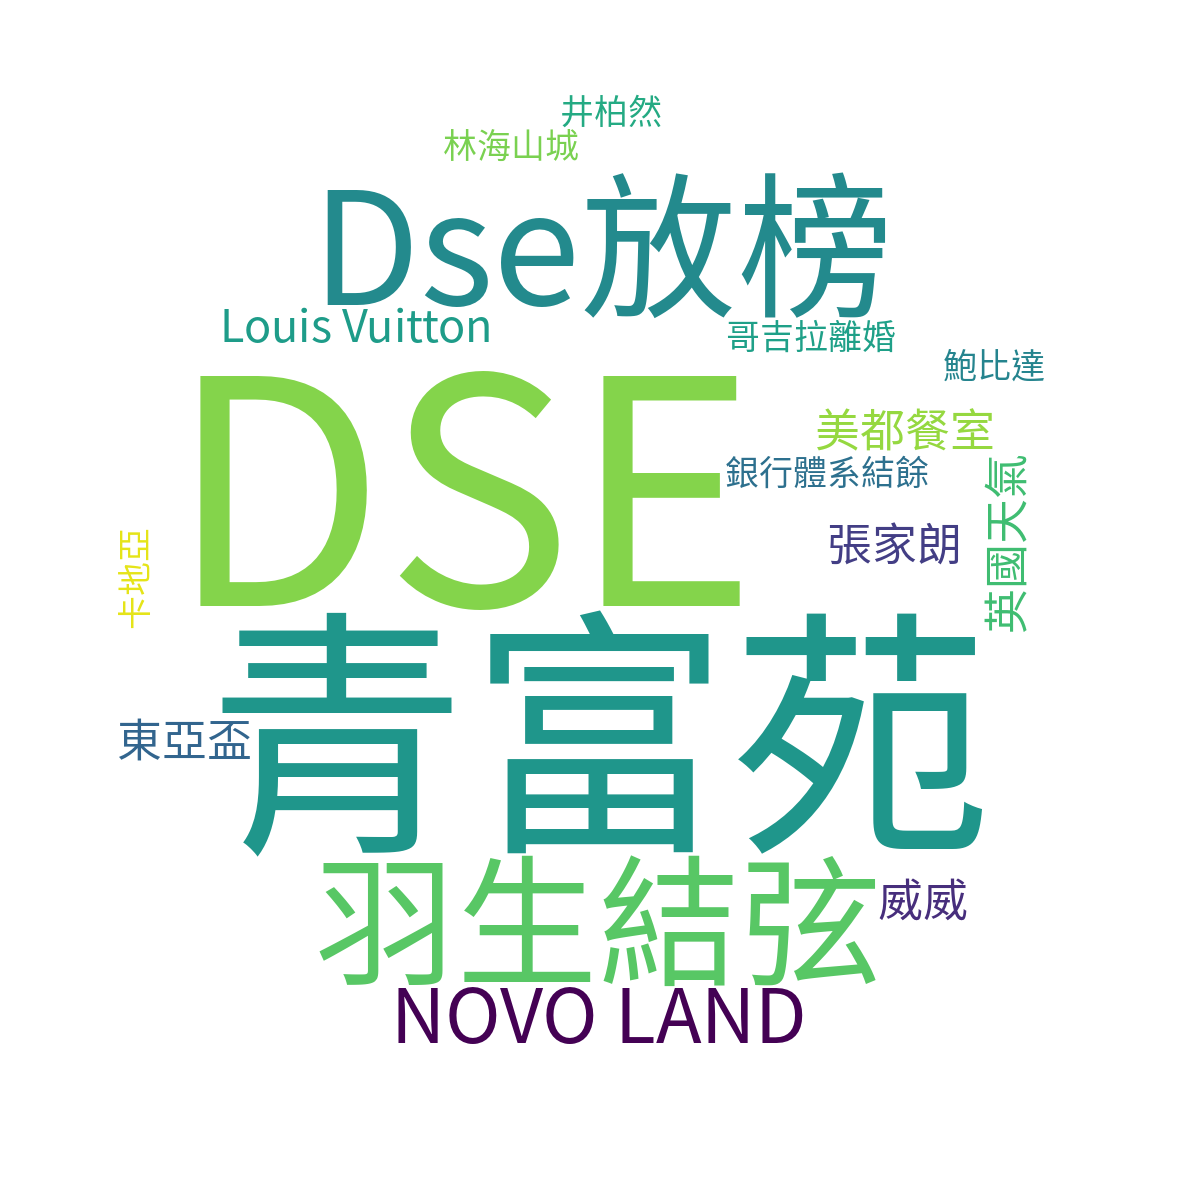 井柏然
林海山城
Dse放榜
Louis Vuitton
哥吉拉離婚
鮑比達
DSE
美都餐室
銀行體系結餘
英國天氣
張家朗
卡地亞
青富苑
東亞盃
羽生結弦
威威
NOVO LAND